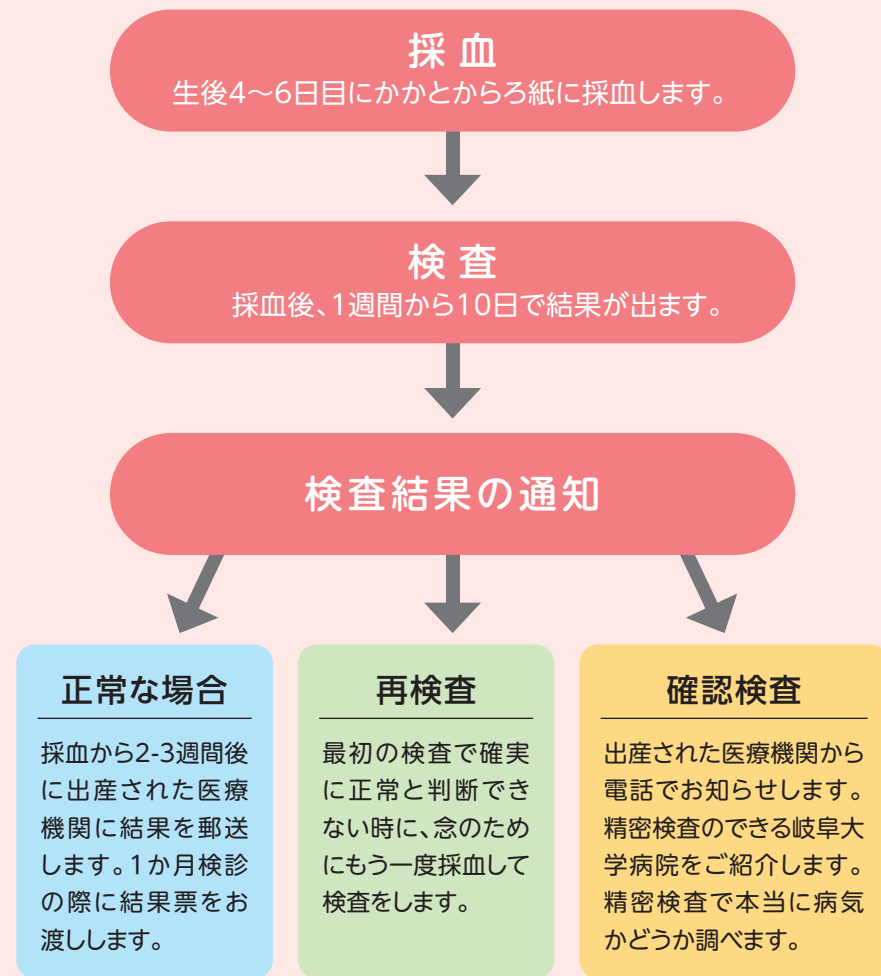 採血
生後4～6日目にかかとからろ紙に採血します。
検査
採血後、1週間から10日で結果が出ます。
検査結果の通知
正常な場合
採血から2-3週間後
に出産された医療
機関に結果を郵送
します。1か月検診
の際に結果票をお
渡しします。
再検査
最初の検査で確実
に正常と判断でき
ない時に、念のため
にもう一度採血して
検査をします。
確認検査
出産された医療機関から
電話でお知らせします。
精密検査のできる岐阜大
学病院をご紹介します。
精密検査で本当に病気
かどうか調べます。